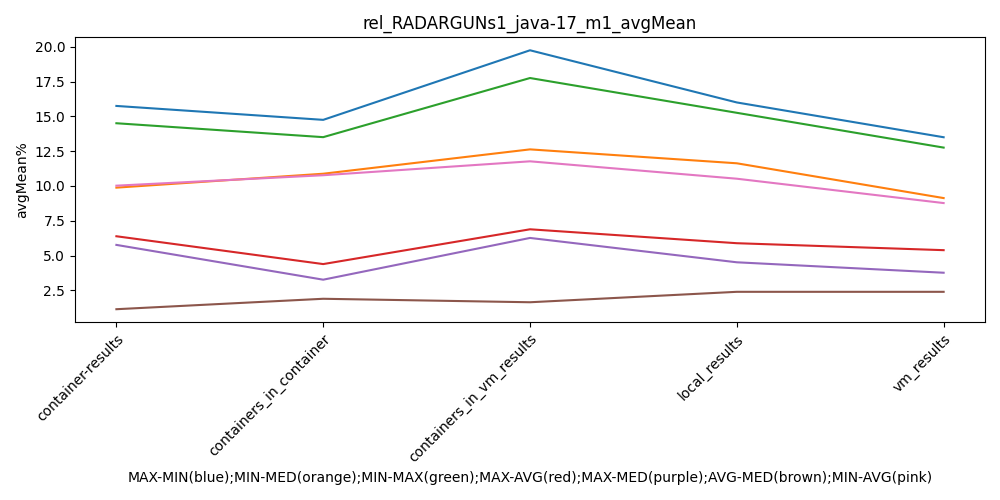 rel_RADARGUNs1_java-17_m1_avgMean
avgMean%
20.0
17.5
15.0
12.5
10.0
7.5
5.0
2.5
container-results
containers_in_container
containers_in_vm_results
local_results
vm_results
MAX-MIN(blue);MIN-MED(orange);MIN-MAX(green);MAX-AVG(red);MAX-MED(purple);AVG-MED(brown);MIN-AVG(pink)